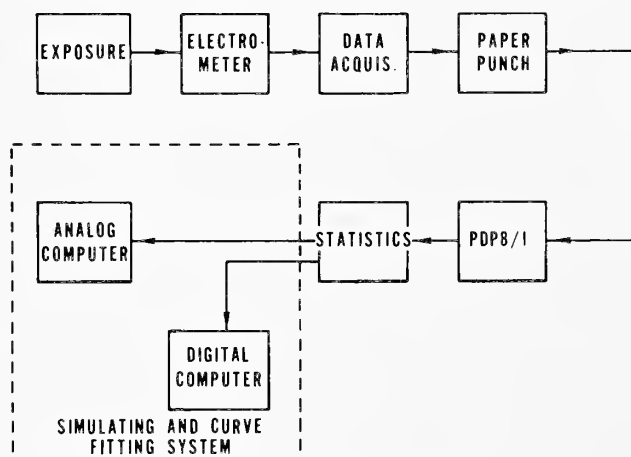 EXPOSURE
ELECTRO-
METER
DATA
ACQUIS.
PAPER
PUNCH
ANALOG
COMPUTER
STATISTICS
PDP8/I
DIGITAL
COMPUTER
SIMULATING AND CURVE
FITTING SYSTEM